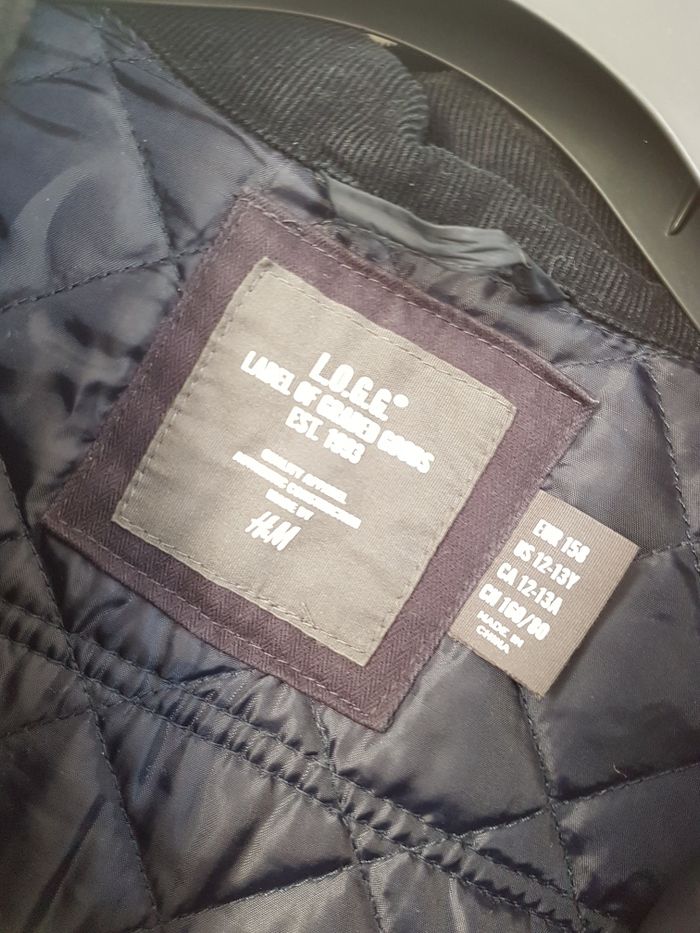 L.O.G.G.®
LABEL OF GRADED GOODS
EST. 1993
QUALITY APPAREL
AUTHENTIC CRAFTSMANSHIP
MADE BY
H&M
EUR 158
US 12-13Y
CA 12-13A
CN 160/80
MADE IN
CHINA